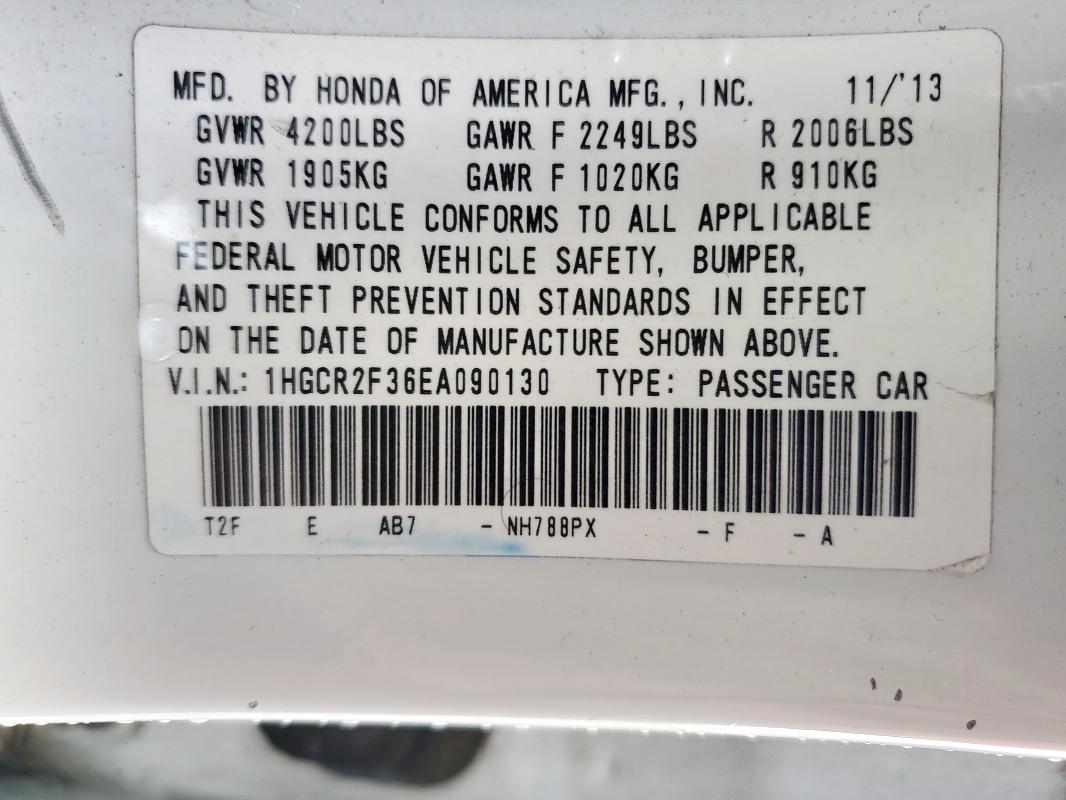 MFD. BY HONDA OF AMERICA MFG., INC. 11/'13
GVWR 4200LBS GAWR F 2249LBS R 2006LBS
GVWR 1905KG GAWR F 1020KG R 910KG
THIS VEHICLE CONFORMS TO ALL APPLICABLE
FEDERAL MOTOR VEHICLE SAFETY, BUMPER,
AND THEFT PREVENTION STANDARDS IN EFFECT
ON THE DATE OF MANUFACTURE SHOWN ABOVE.
V.I.N.: 1HGCR2F36EA090130 TYPE: PASSENGER CAR
T2F E AB7 - NH788PX - F - A